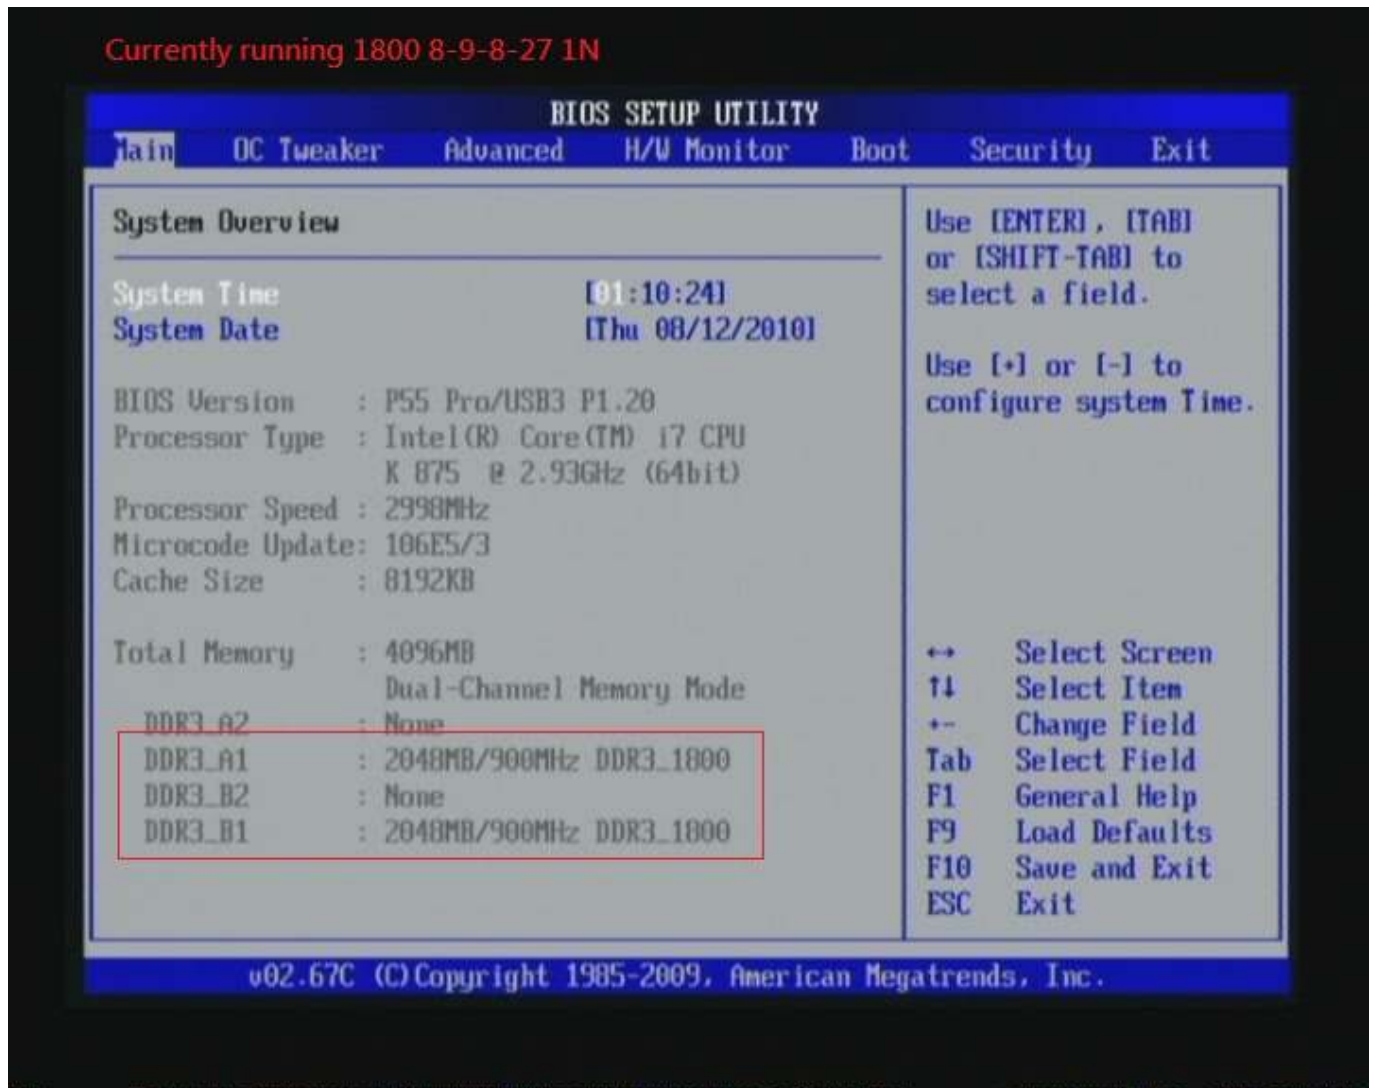 Currently running 1800 8-9-8-27 1N
BIOS SETUP UTILITY
Main OC Tweaker Advanced H/W Monitor Boot Security Exit
System Overview
System Time [01:10:24]
System Date [Thu 08/12/2010]
BIOS Version : P55 Pro/USB3 P1.20
Processor Type : Intel(R) Core(TM) i7 CPU
K 875 @ 2.93GHz (64bit)
Processor Speed : 2998MHz
Microcode Update: 106E5/3
Cache Size : 8192KB
Total Memory : 4096MB
Dual-Channel Memory Mode
DDR3_A2 : None
DDR3_A1 : 2048MB/900MHz DDR3_1800
DDR3_B2 : None
DDR3_B1 : 2048MB/900MHz DDR3_1800
Use [ENTER], [TAB]
or [SHIFT-TAB] to
select a field.
Use [+] or [-] to
configure system Time.
↔ Select Screen
↑↓ Select Item
+- Change Field
Tab Select Field
F1 General Help
F9 Load Defaults
F10 Save and Exit
ESC Exit
v02.67C (C)Copyright 1985-2009, American Megatrends, Inc.